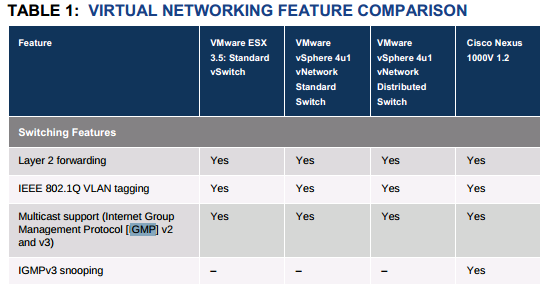 TABLE 1: VIRTUAL NETWORKING FEATURE COMPARISON
Feature
VMware ESX
3.5: Standard
vSwitch
VMware
vSphere 4u1
vNetwork
Standard
Switch
VMware
vSphere 4u1
vNetwork
Distributed
Switch
Cisco Nexus
1000V 1.2
Switching Features
Layer 2 forwarding Yes Yes Yes Yes
IEEE 802.1Q VLAN tagging Yes Yes Yes Yes
Multicast support (Internet Group Yes Yes Yes Yes
Management Protocol [IGMP] v2
and v3)
IGMPv3 snooping – – – Yes